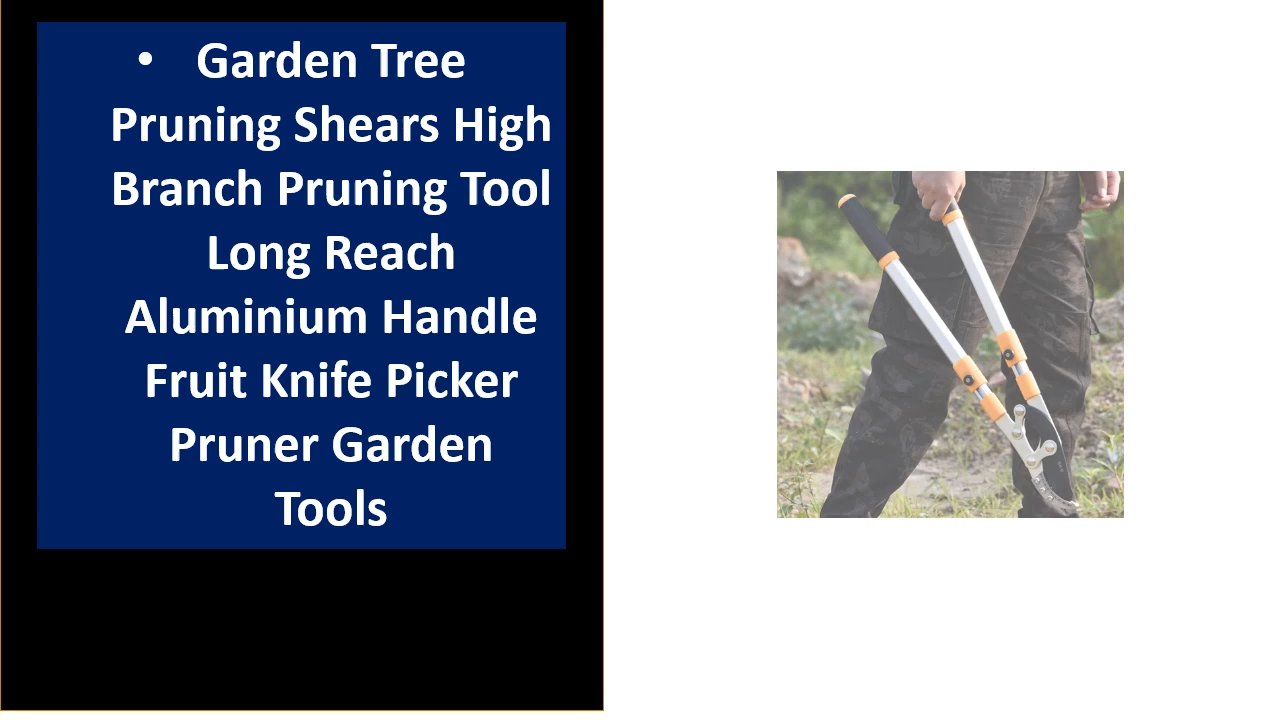 • Garden Tree
Pruning Shears High
Branch Pruning Tool
Long Reach
Aluminium Handle
Fruit Knife Picker
Pruner Garden
Tools